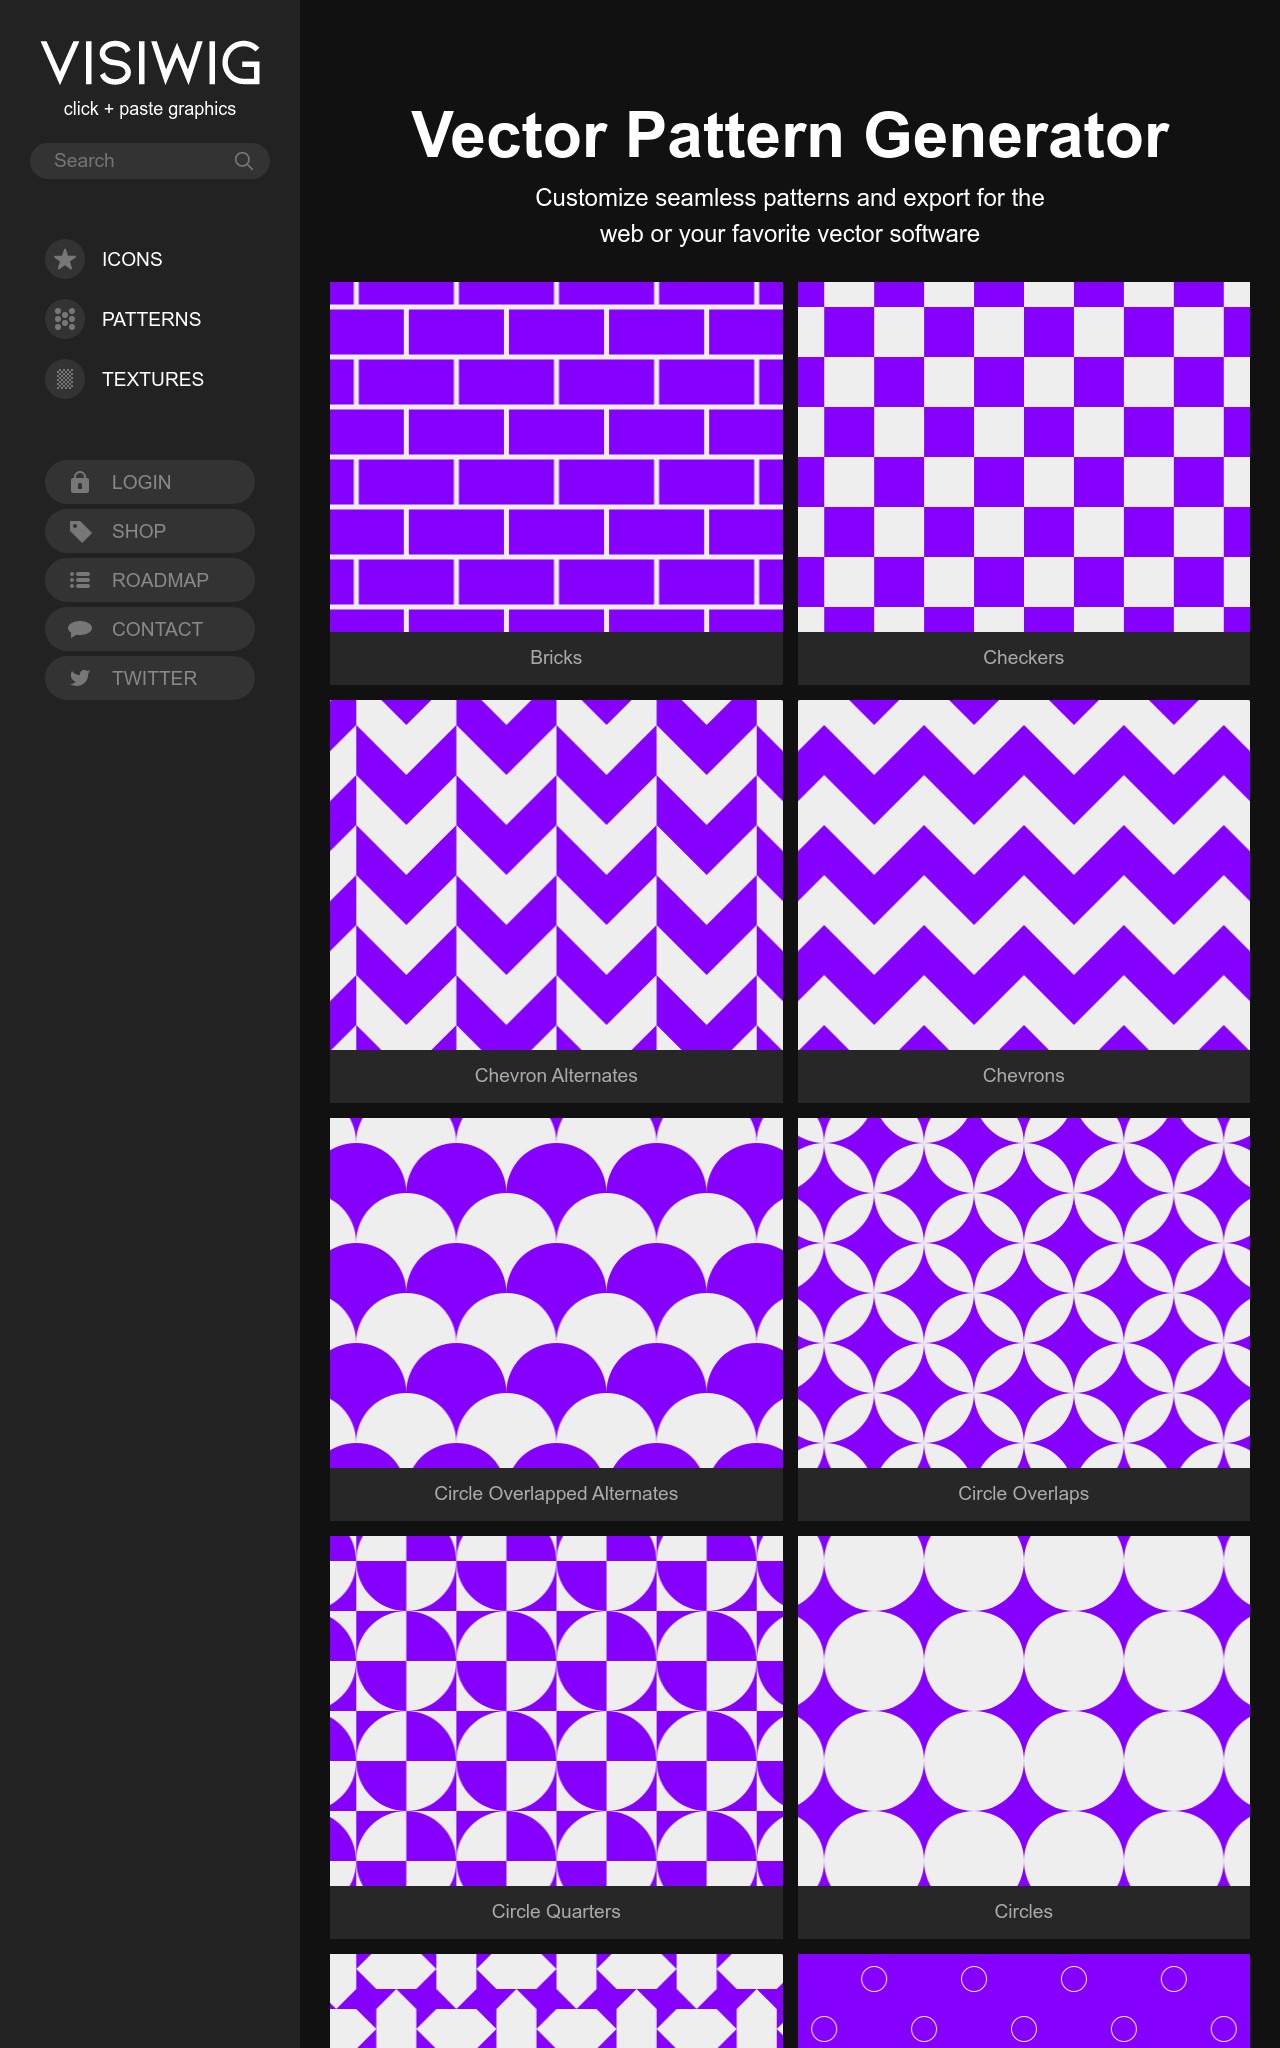 VISIWIG
click + paste graphics
Search
ICONS
PATTERNS
TEXTURES
LOGIN
SHOP
ROADMAP
CONTACT
TWITTER
Vector Pattern Generator
Customize seamless patterns and export for the
web or your favorite vector software
Bricks
Checkers
Chevron Alternates
Chevrons
Circle Overlapped Alternates
Circle Overlaps
Circle Quarters
Circles